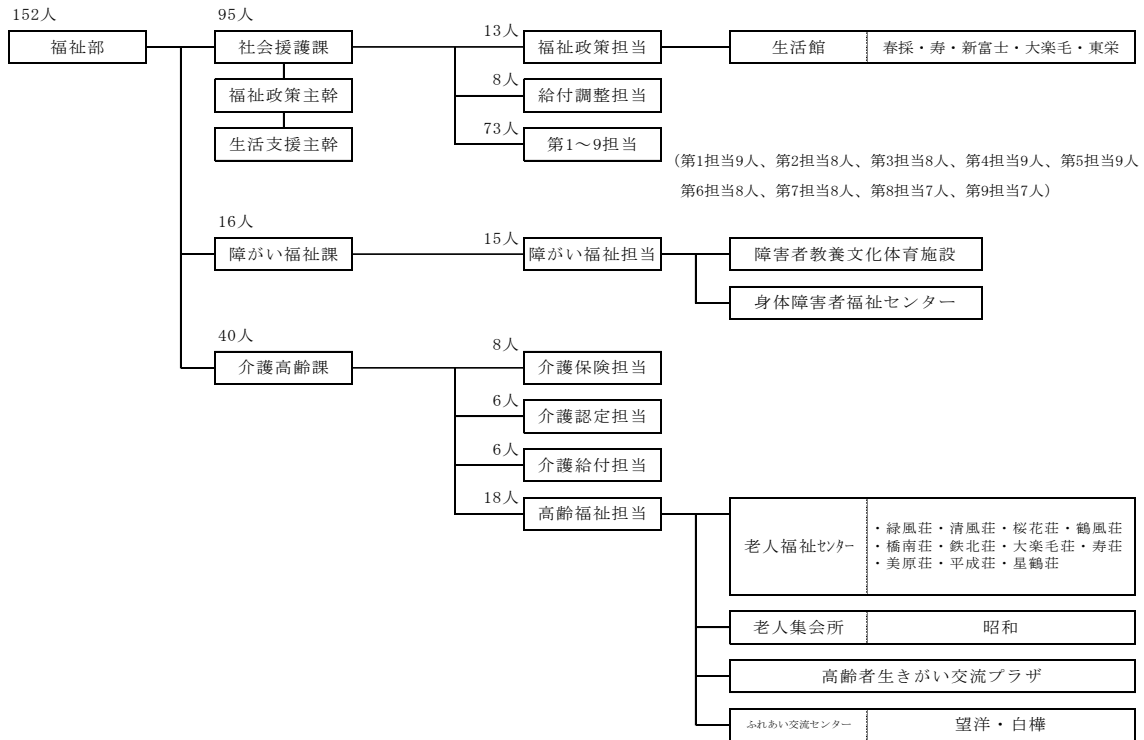 152人
95人
13人
福祉部
社会援護課
福祉政策担当
生活館
春採・寿・新富士・大楽毛・東栄
8人
福祉政策主幹
給付調整担当
73人
生活支援主幹
第1～9担当
(第1担当9人、第2担当8人、第3担当8人、第4担当9人、第5担当9人
第6担当8人、第7担当8人、第8担当7人、第9担当7人)
16人
15人
障がい福祉課
障がい福祉担当
障害者教養文化体育施設
身体障害者福祉センター
40人
8人
介護高齢課
介護保険担当
6人
介護認定担当
6人
介護給付担当
18人
高齢福祉担当
老人福祉センター
・緑風荘・清風荘・桜花荘・鶴風荘
・橋南荘・鉄北荘・大楽毛荘・寿荘
・美原荘・平成荘・星鶴荘
老人集会所
昭和
高齢者生きがい交流プラザ
ふれあい交流センター
望洋・白樺